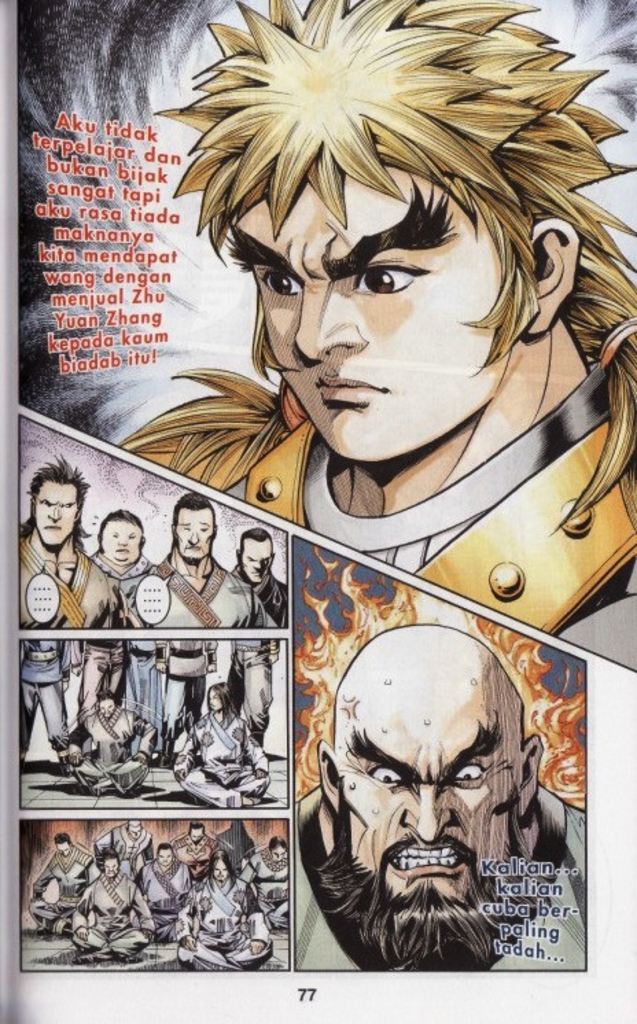 Aku tidak
terpelajar dan
bukan bijak
sangat tapi
aku rasa tiada
maknanya
kita mendapat
wang dengan
menjual Zhu
Yuan Zhang
kepada kaum
biadab itu!
......
......
Kalian...
kalian
cuba ber-
paling
tadah...
77